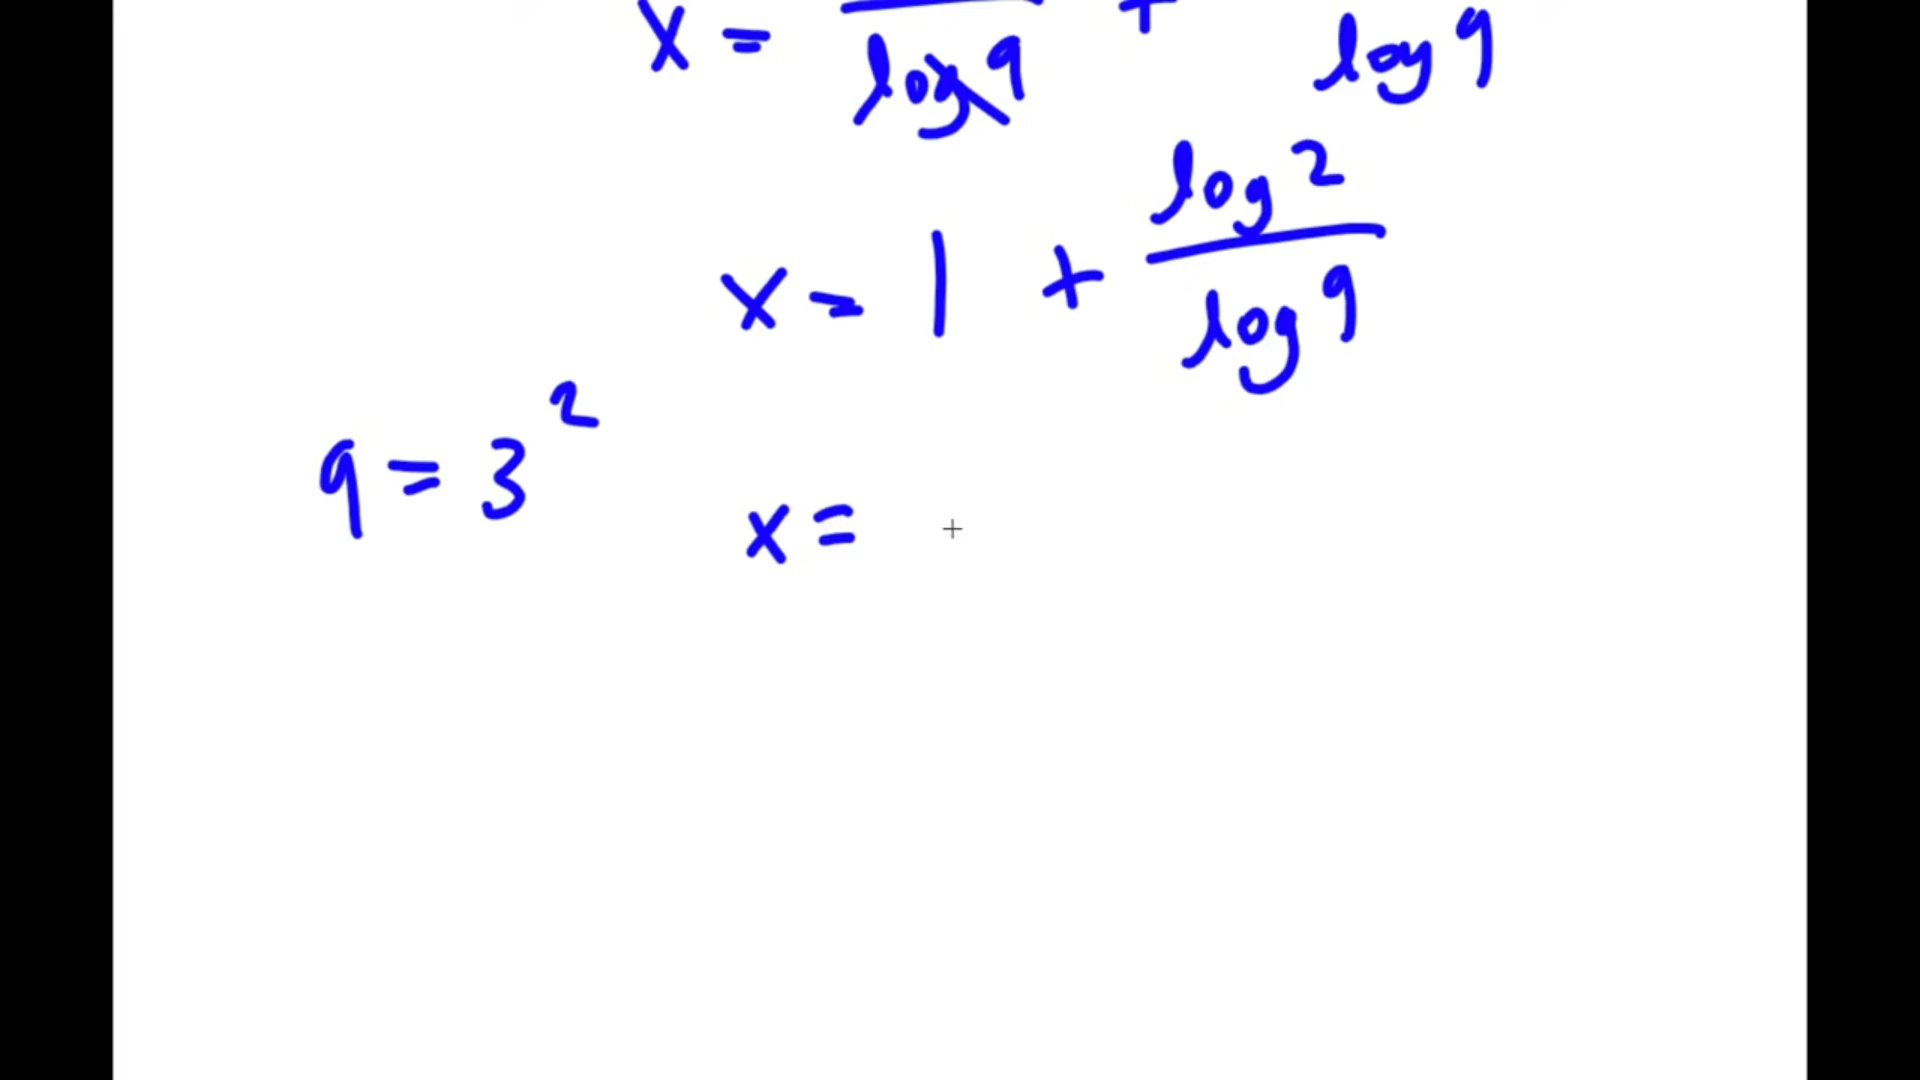 x = ―― + ――
log 9 log 9
x = 1 + log 2 / log 9
9 = 3²
x =